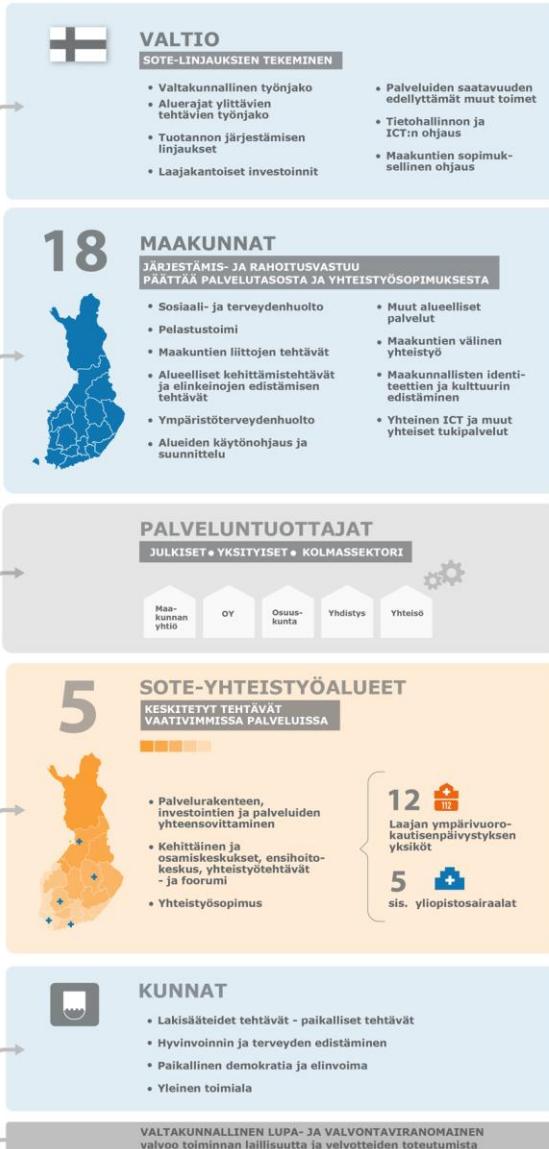 VALTIO
SOTE-LINJAUKSIEN TEKEMINEN
• Valtakunnallinen työnjako
• Aluerajat ylittävien
tehtävien työnjako
• Tuotannon järjestämisen
linjaukset
• Laajakantoiset investoinnit
• Palveluiden saatavuuden
edellyttämät muut toimet
• Tietohallinnon ja
ICT:n ohjaus
• Maakuntien sopimuk-
sellinen ohjaus
18
MAAKUNNAT
JÄRJESTÄMIS- JA RAHOITUSVASTUU
PÄÄTTÄÄ PALVELUTASOSTA JA YHTEISTYÖSOPIMUKSESTA
• Sosiaali- ja terveydenhuolto
• Pelastustoimi
• Maakuntien liittojen tehtävät
• Alueelliset kehittämistehtävät
ja elinkeinojen edistämisen
tehtävät
• Ympäristöterveydenhuolto
• Alueiden käytönohjaus ja
suunnittelu
• Muut alueelliset
palvelut
• Maakuntien välinen
yhteistyö
• Maakunnallisten identi-
teettien ja kulttuurin
edistäminen
• Yhteinen ICT ja muut
yhteiset tukipalvelut
PALVELUNTUOTTAJAT
JULKISET • YKSITYISET • KOLMASSEKTORI
Maa-
kunnan
yhtiö
OY
Osuus-
kunta
Yhdistys
Yhteisö
5
SOTE-YHTEISTYÖALUEET
KESKITETYT TEHTÄVÄT
VAATIVIMMISSA PALVELUISSA
• Palvelurakenteen,
investointien ja palveluiden
yhteensovittaminen
• Kehittäinen ja
osamiskeskukset, ensihoito-
keskus, yhteistyötehtävät
- ja foorumi
• Yhteistyösopimus
12
112
Laajan ympärivuoro-
kautisenpäivystyksen
yksiköt
5
sis. yliopistosairaalat
KUNNAT
• Lakisääteidet tehtävät - paikalliset tehtävät
• Hyvinvoinnin ja terveyden edistäminen
• Paikallinen demokratia ja elinvoima
• Yleinen toimiala
VALTAKUNNALLINEN LUPA- JA VALVONTAVIRANOMAINEN
valvoo toiminnan laillisuutta ja velvotteiden toteutumista